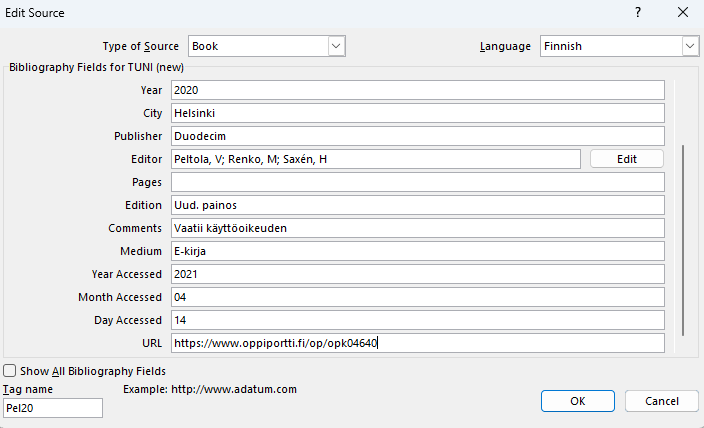 Edit Source
? ×
Type of Source Book Language Finnish
Bibliography Fields for TUNI (new)
Year 2020
City Helsinki
Publisher Duodecim
Editor Peltola, V; Renko, M; Saxén, H Edit
Pages
Edition Uud. painos
Comments Vaatii käyttöoikeuden
Medium E-kirja
Year Accessed 2021
Month Accessed 04
Day Accessed 14
URL https://www.oppiportti.fi/op/opk04640
Show All Bibliography Fields
Tag name Example: http://www.adatum.com
Pel20 OK Cancel